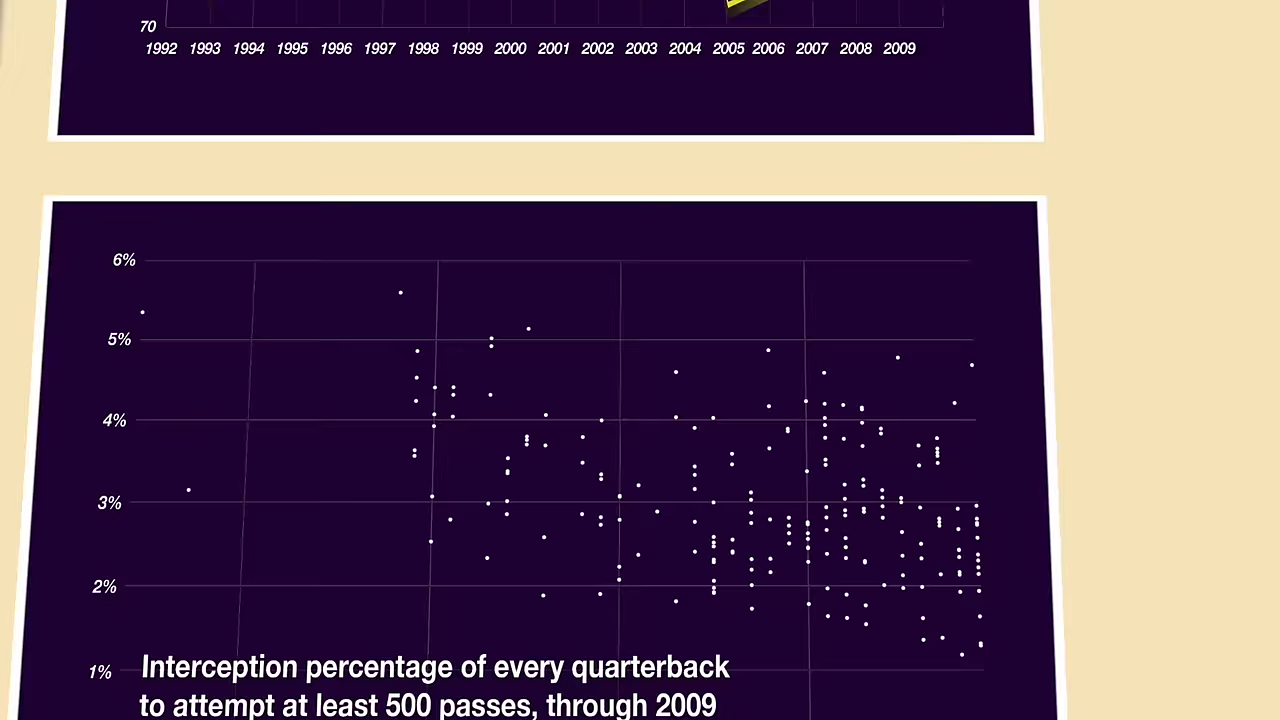 70
1992 1993 1994 1995 1996 1997 1998 1999 2000 2001 2002 2003 2004 2005 2006 2007 2008 2009
6%
5%
4%
3%
2%
1%
Interception percentage of every quarterback
to attempt at least 500 passes, through 2009